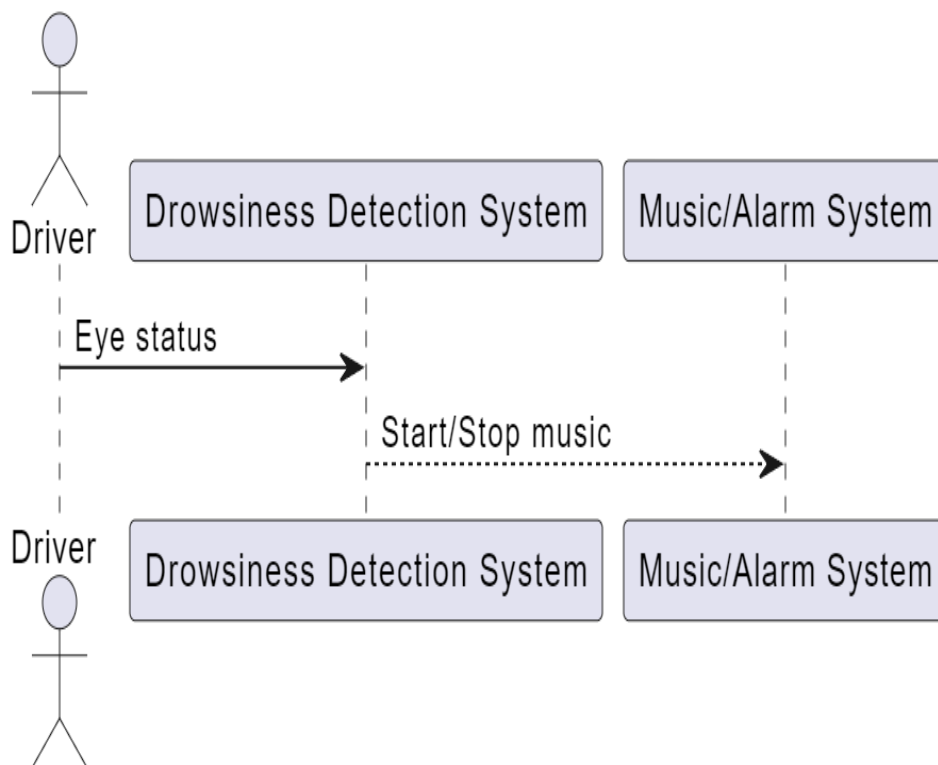 Driver
Drowsiness Detection System
Music/Alarm System
Eye status
Start/Stop music
Driver
Drowsiness Detection System
Music/Alarm System